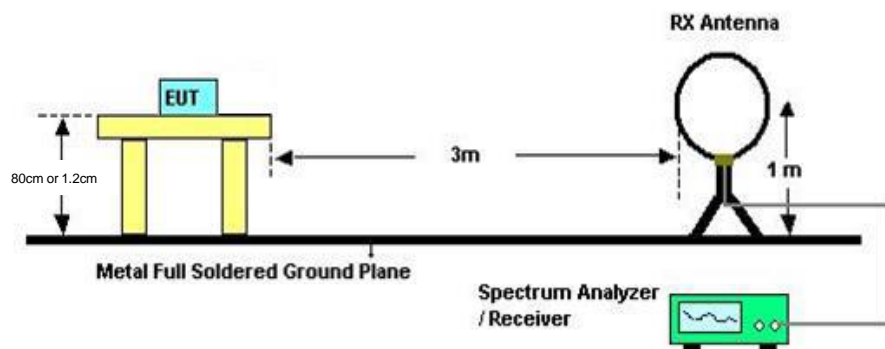 RX Antenna
EUT
80cm or 1.2cm
3m
1 m
Metal Full Soldered Ground Plane
Spectrum Analyzer
/ Receiver